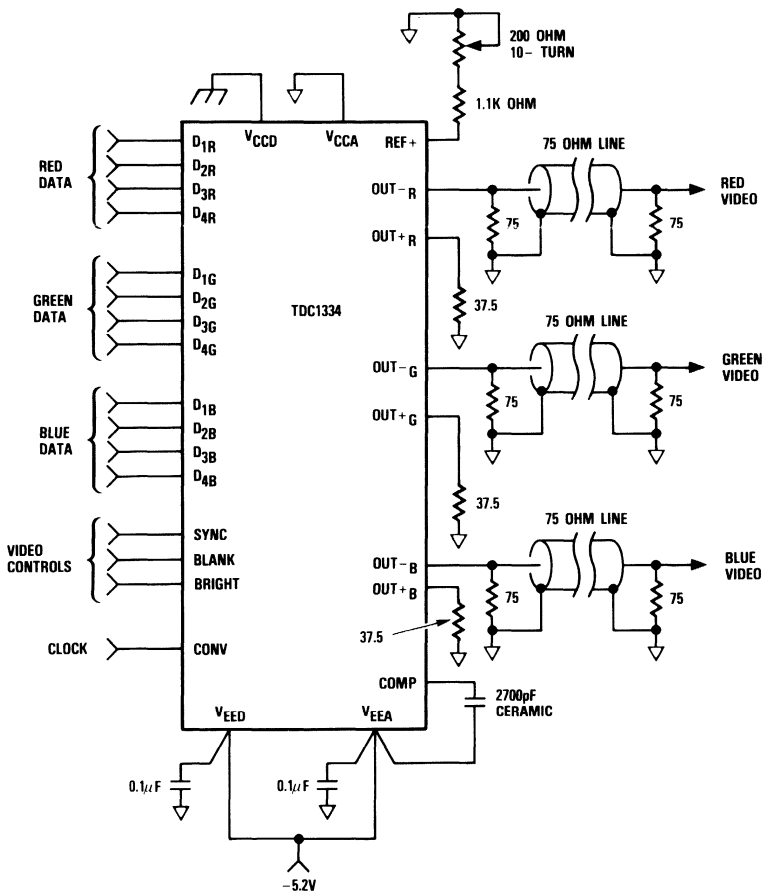 200 OHM
10- TURN
1.1K OHM
VCCD
VCCA
REF+
RED
DATA
D1R
D2R
D3R
D4R
OUT-R
OUT+R
75 OHM LINE
75
75
RED
VIDEO
37.5
GREEN
DATA
D1G
D2G
D3G
D4G
TDC1334
OUT-G
OUT+G
75 OHM LINE
75
75
GREEN
VIDEO
37.5
BLUE
DATA
D1B
D2B
D3B
D4B
VIDEO
CONTROLS
SYNC
BLANK
BRIGHT
OUT-B
OUT+B
75 OHM LINE
75
75
BLUE
VIDEO
37.5
CLOCK
CONV
COMP
2700pF
CERAMIC
VEED
VEEA
0.1μF
0.1μF
-5.2V